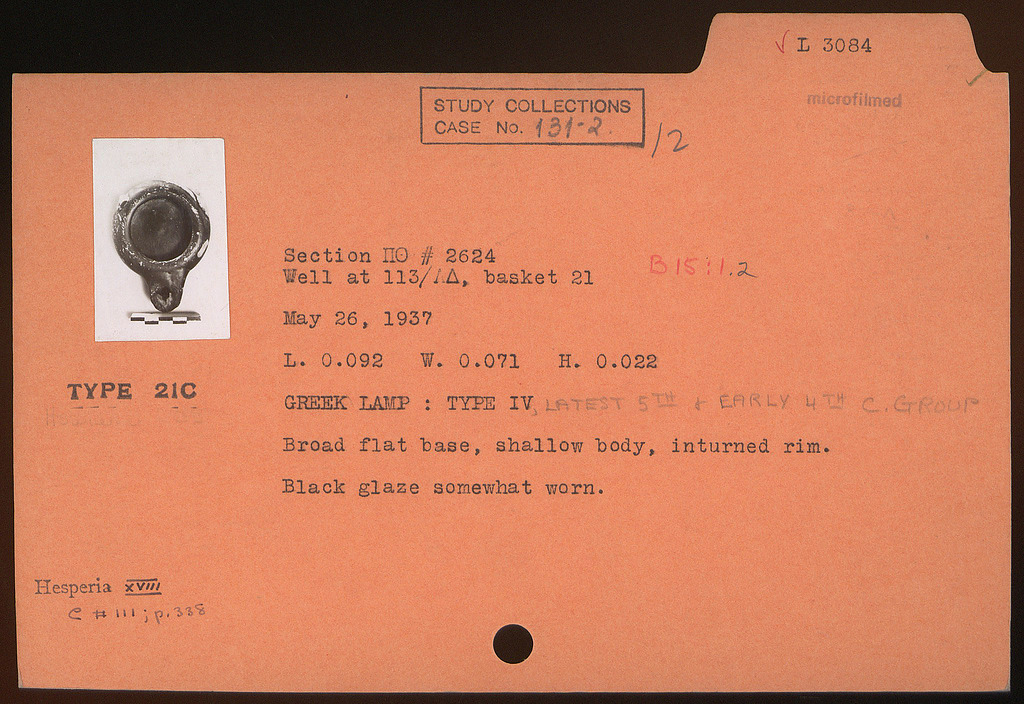 √ L 3084
microfilmed
STUDY COLLECTIONS
CASE No. 131-2
/2
Section ΠΘ # 2624
Well at 113/ΛΔ, basket 21
B 15:1.2
May 26, 1937
L. 0.092 W. 0.071 H. 0.022
TYPE 21C
GREEK LAMP : TYPE IV, LATEST 5TH & EARLY 4TH C. GROUP
Broad flat base, shallow body, inturned rim.
Black glaze somewhat worn.
Hesperia XVIII
C # 111; p. 338